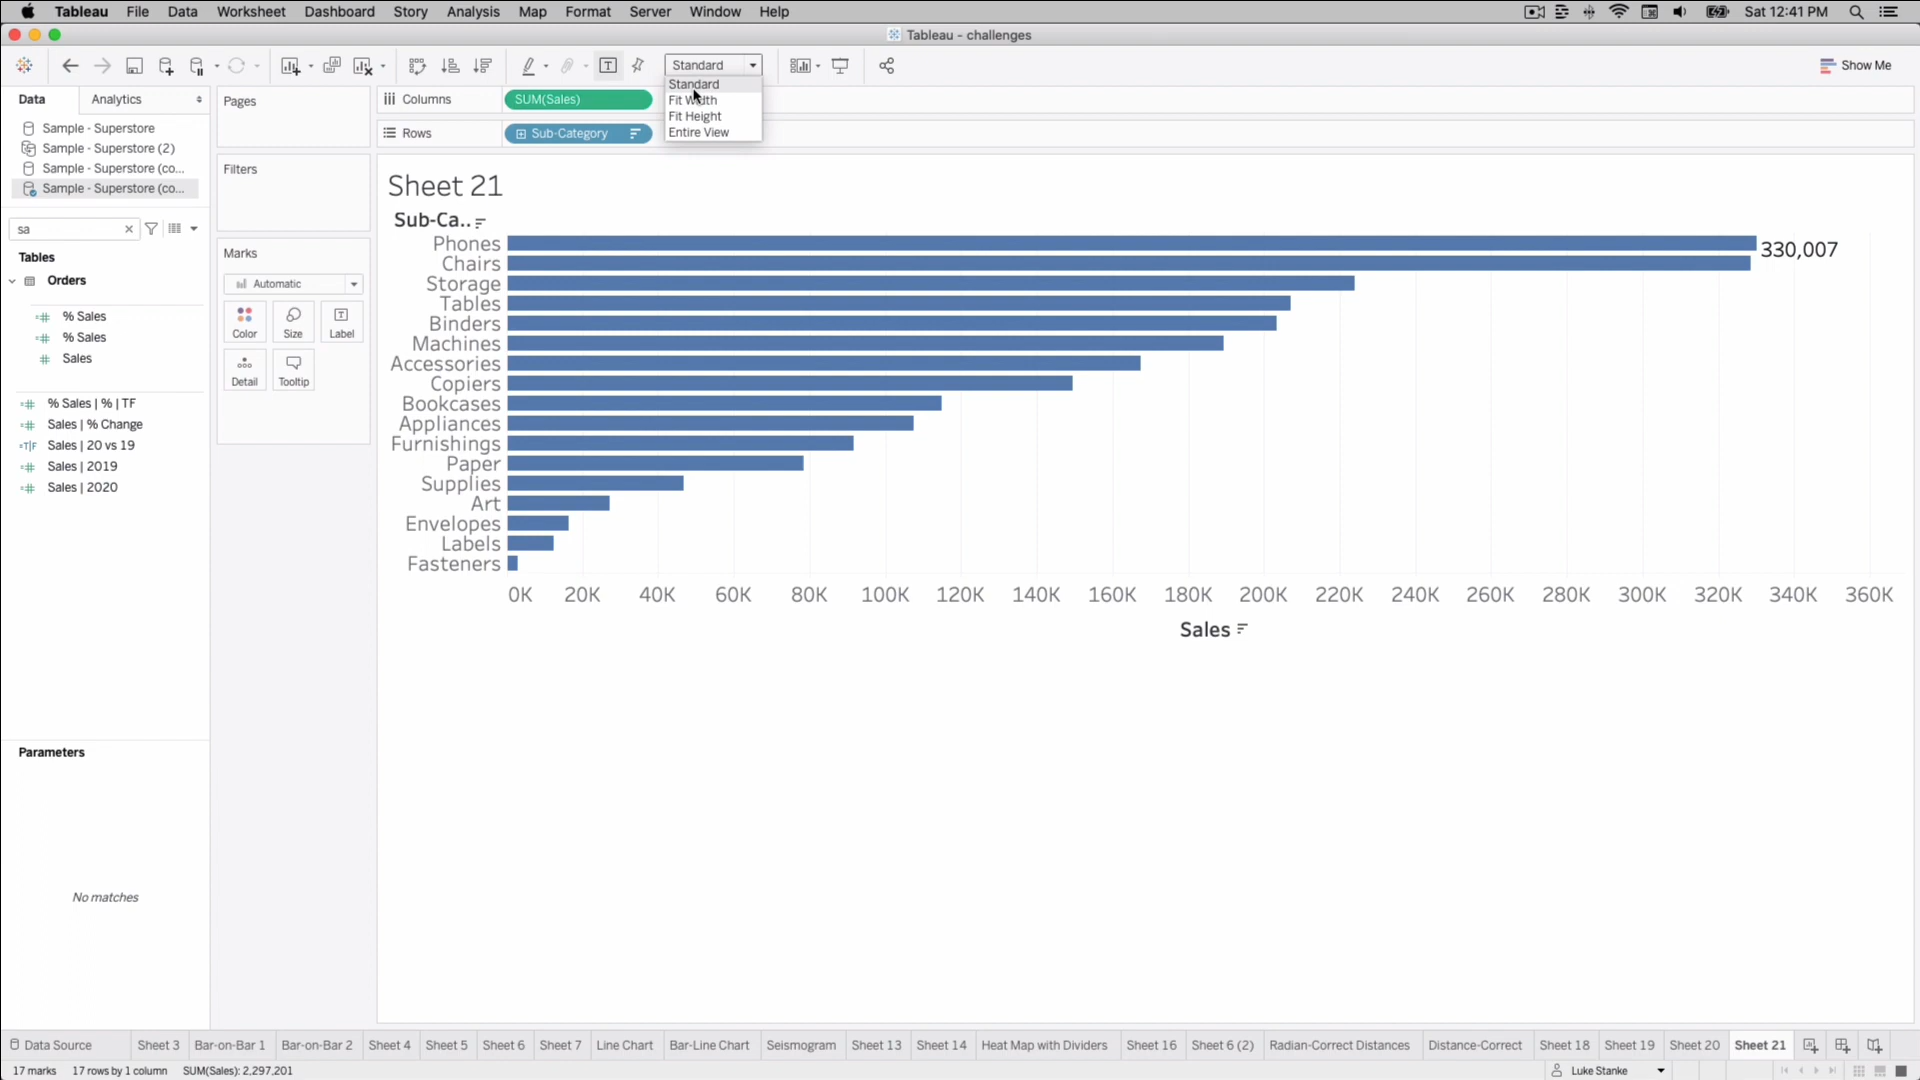 Tableau File Data Worksheet Dashboard Story Analysis Map Format Server Window Help Sat 12:41 PM
Tableau - challenges
Standard Show Me
Standard
Fit Width
Fit Height
Entire View
Data Analytics
Sample - Superstore
Sample - Superstore (2)
Sample - Superstore (co...
Sample - Superstore (co...
sa
Tables
Orders
% Sales
% Sales
Sales
% Sales | % | TF
Sales | % Change
Sales | 20 vs 19
Sales | 2019
Sales | 2020
Parameters
No matches
Pages
Filters
Marks
Automatic
Color Size Label
Detail Tooltip
Columns SUM(Sales)
Rows Sub-Category
Sheet 21
Sub-Ca..
Phones 330,007
Chairs
Storage
Tables
Binders
Machines
Accessories
Copiers
Bookcases
Appliances
Furnishings
Paper
Supplies
Art
Envelopes
Labels
Fasteners
0K 20K 40K 60K 80K 100K 120K 140K 160K 180K 200K 220K 240K 260K 280K 300K 320K 340K 360K
Sales
Data Source Sheet 3 Bar-on-Bar 1 Bar-on-Bar 2 Sheet 4 Sheet 5 Sheet 6 Sheet 7 Line Chart Bar-Line Chart Seismogram Sheet 13 Sheet 14 Heat Map with Dividers Sheet 16 Sheet 6 (2) Radian-Correct Distances Distance-Correct Sheet 18 Sheet 19 Sheet 20 Sheet 21
17 marks 17 rows by 1 column SUM(Sales): 2,297,201 Luke Stanke